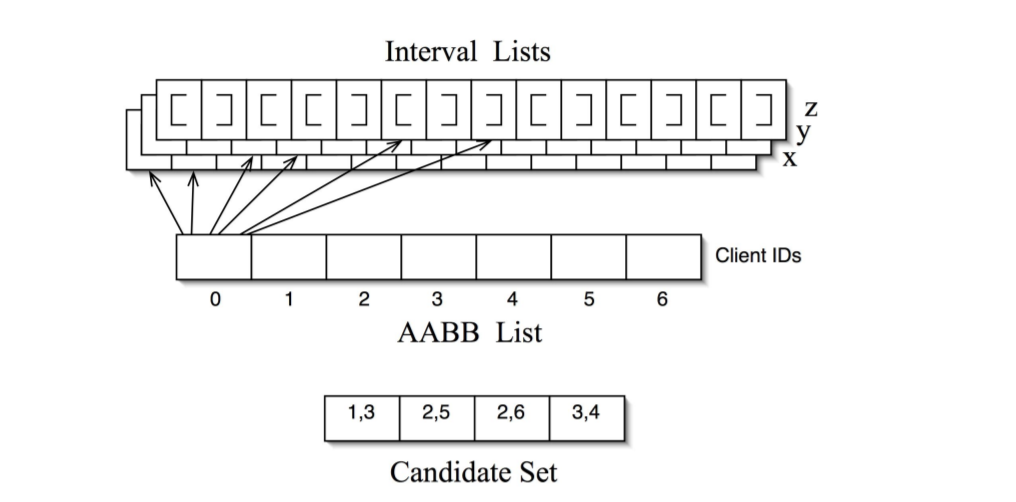 Interval Lists
[ ] [ [ ] [ ] ] [ ] [ ] [ ]
z
y
x
Client IDs
0 1 2 3 4 5 6
AABB List
1,3 2,5 2,6 3,4
Candidate Set